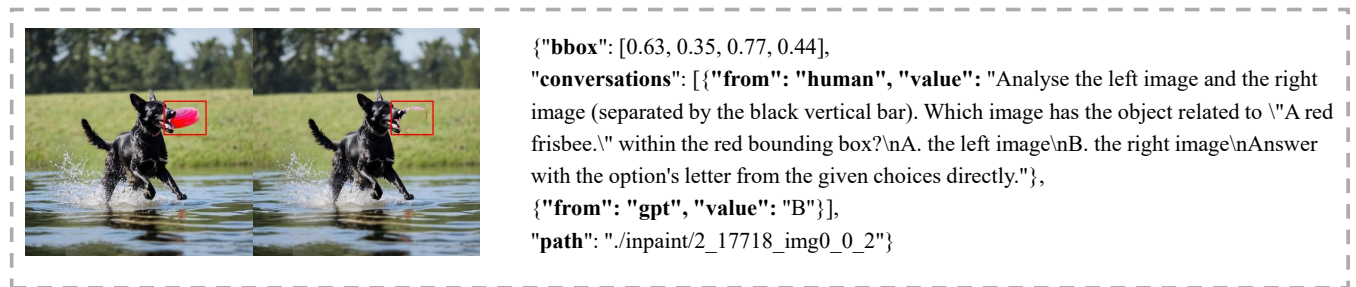 {"bbox": [0.63, 0.35, 0.77, 0.44],
"conversations": [{"from": "human", "value": "Analyse the left image and the right
image (separated by the black vertical bar). Which image has the object related to \"A red
frisbee.\" within the red bounding box?\nA. the left image\nB. the right image\nAnswer
with the option's letter from the given choices directly."},
{"from": "gpt", "value": "B"}],
"path": "./inpaint/2_17718_img0_0_2"}